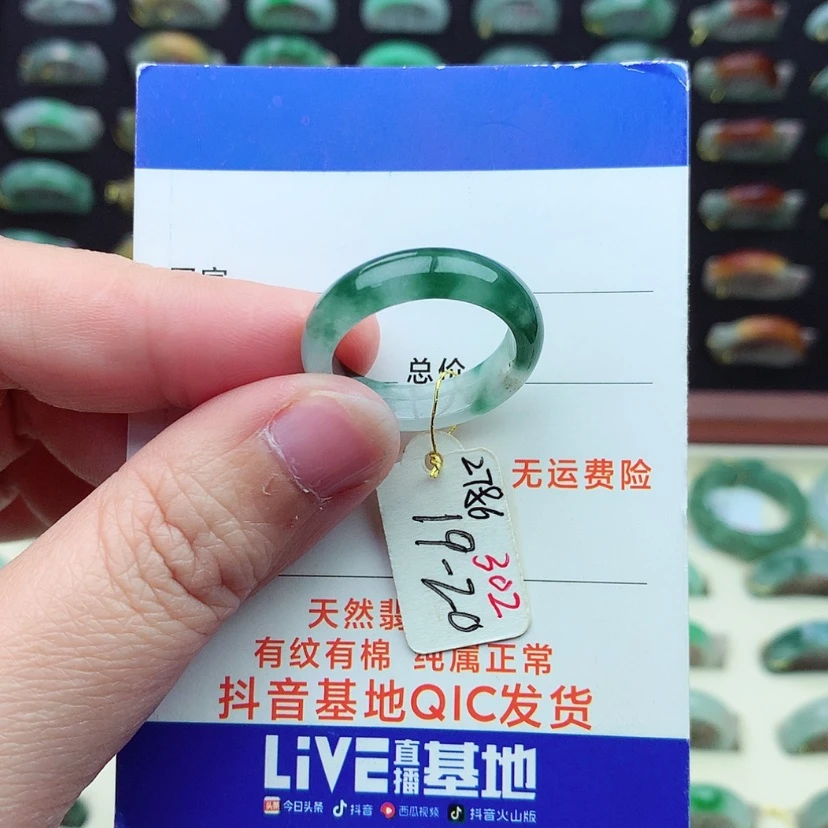 总价
无运费险
2786
302
19-20
天然翡
有纹有棉 纯属正常
抖音基地QIC发货
LiVE直播基地
头条 今日头条 抖音 西瓜视频 抖音火山版